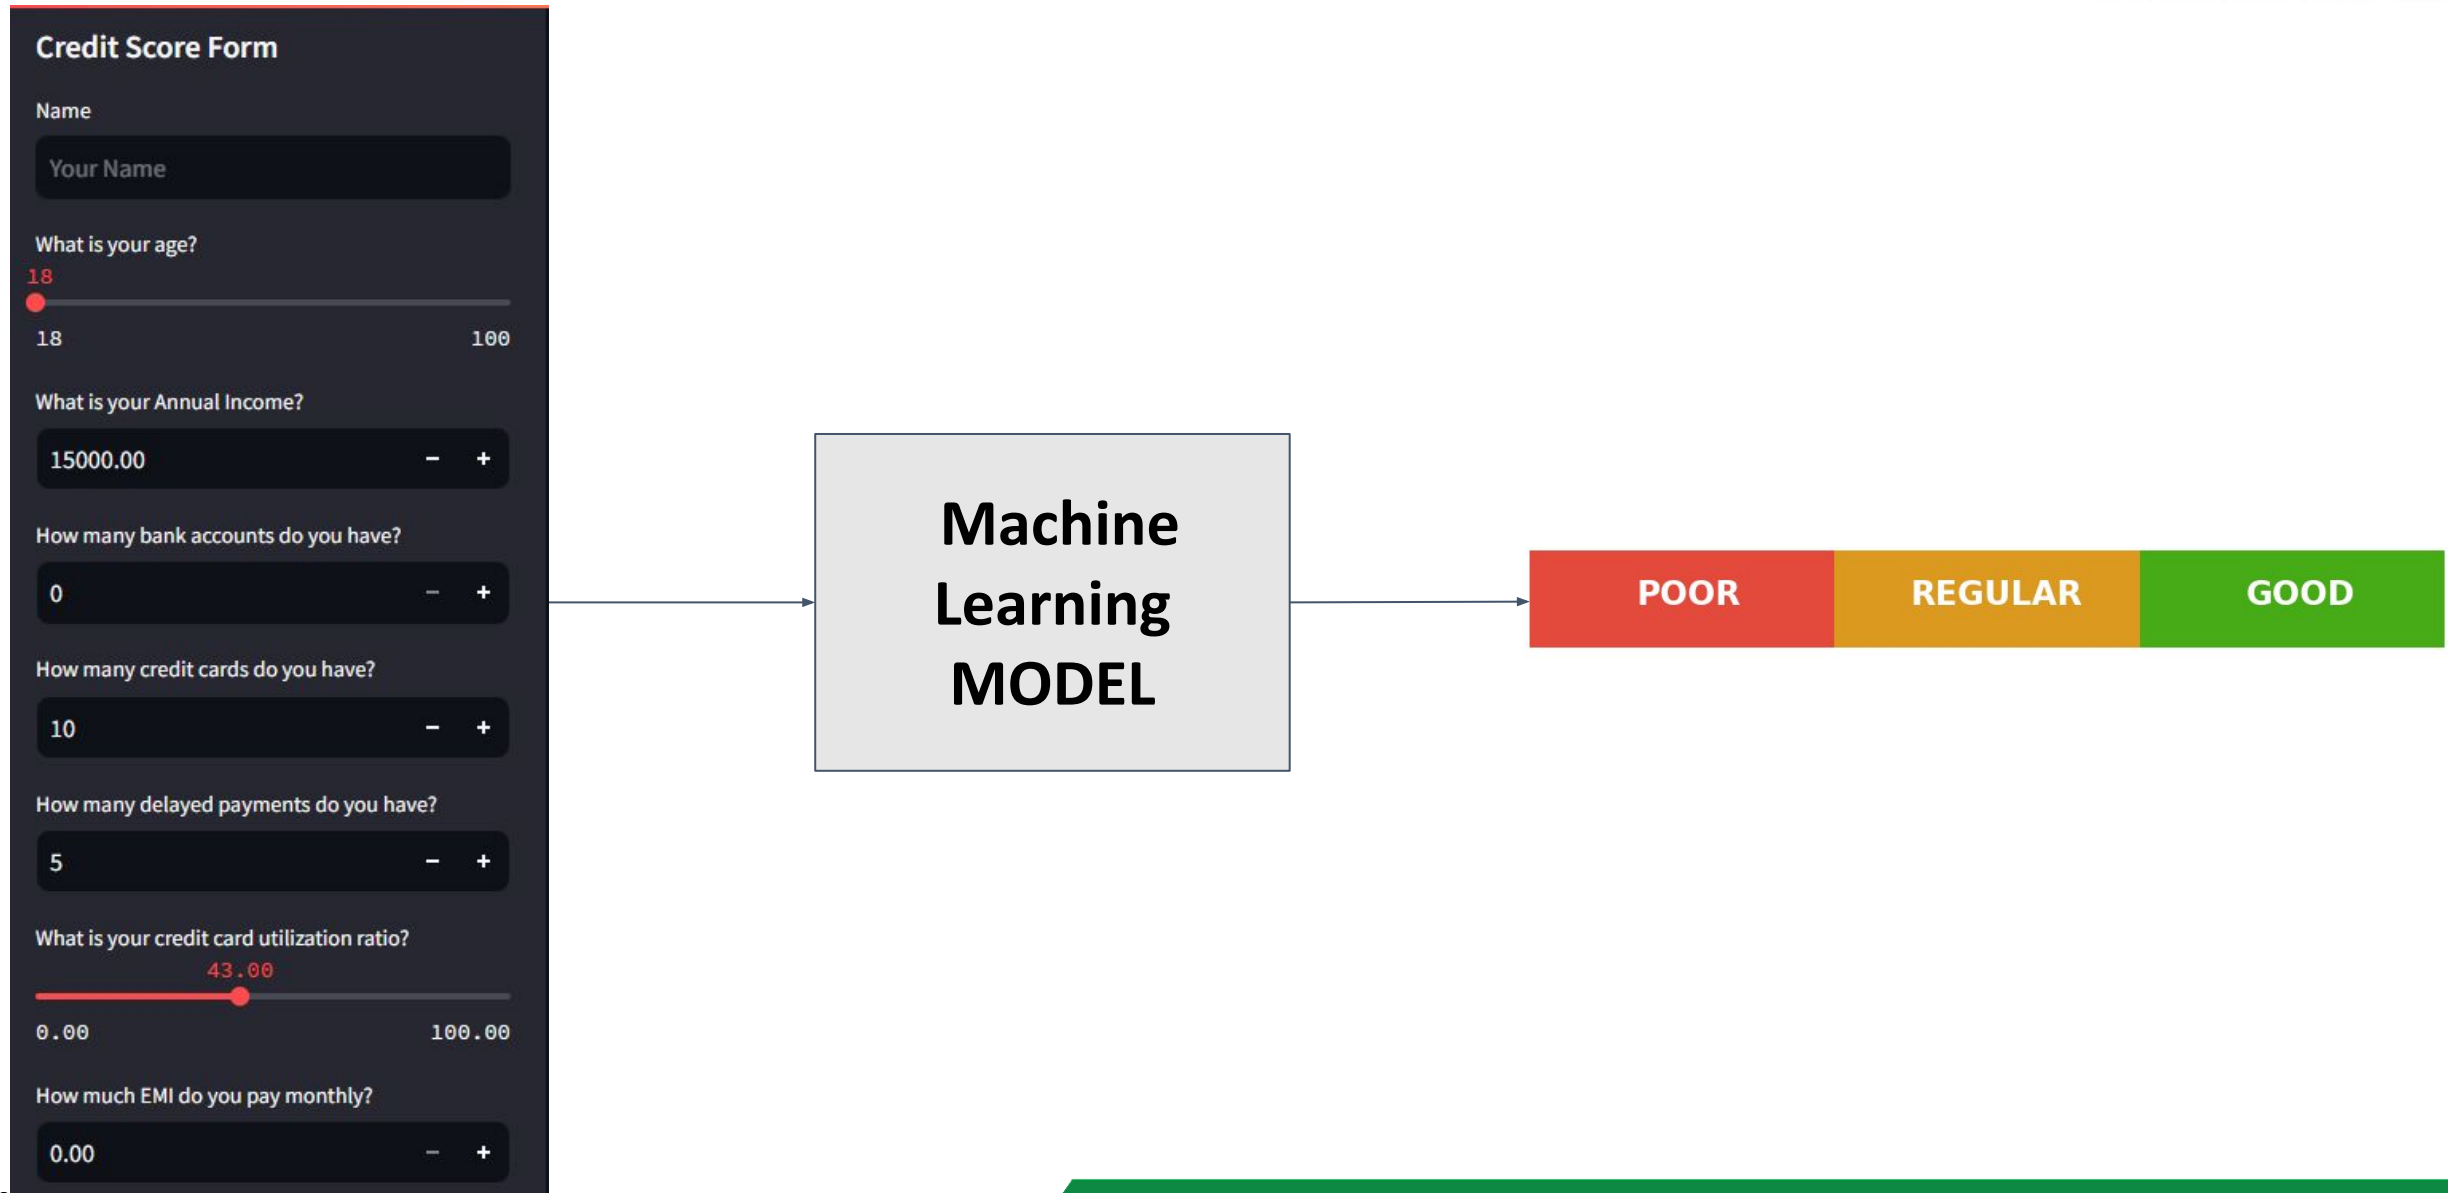 Credit Score Form
Name
Your Name
What is your age?
18
18 100
What is your Annual Income?
15000.00 − +
How many bank accounts do you have?
0 − +
How many credit cards do you have?
10 − +
How many delayed payments do you have?
5 − +
What is your credit card utilization ratio?
43.00
0.00 100.00
How much EMI do you pay monthly?
0.00 − +
Machine
Learning
MODEL
POOR REGULAR GOOD